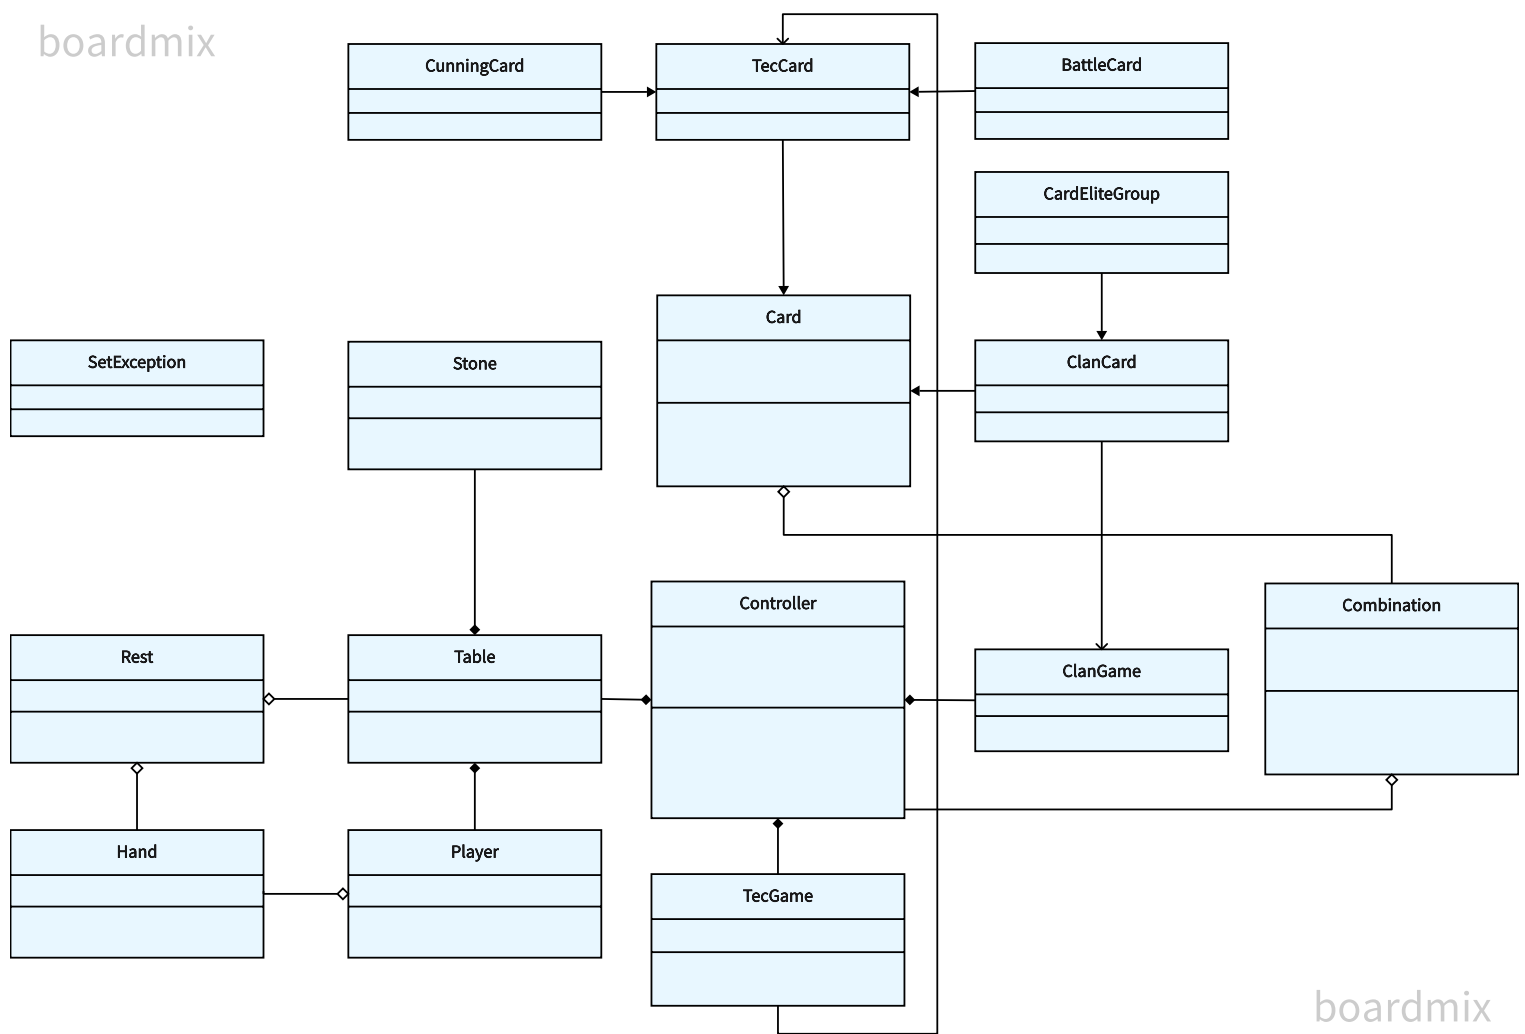 boardmix
CunningCard
TecCard
BattleCard
CardEliteGroup
Card
SetException
Stone
ClanCard
Controller
Combination
Rest
Table
ClanGame
Hand
Player
TecGame
boardmix